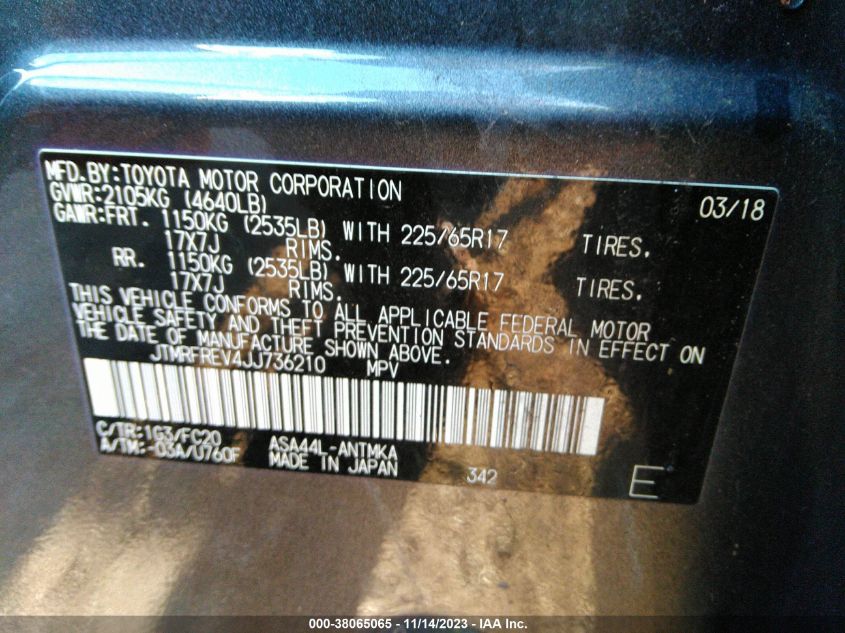 MFD.BY:TOYOTA MOTOR CORPORATION 03/18
GVWR:2105KG (4640LB)
GAWR:FRT. 1150KG (2535LB) WITH 225/65R17 TIRES.
17X7J RIMS.
RR. 1150KG (2535LB) WITH 225/65R17 TIRES.
17X7J RIMS.
THIS VEHICLE CONFORMS TO ALL APPLICABLE FEDERAL MOTOR
VEHICLE SAFETY AND THEFT PREVENTION STANDARDS IN EFFECT ON
THE DATE OF MANUFACTURE SHOWN ABOVE.
JTMRFREV4JJ736210 MPV
C/TR:1G3/FC20 ASA44L-ANTMKA
A/TM:-03A/U760F MADE IN JAPAN 342 E
000-38065065 - 11/14/2023 - IAA Inc.